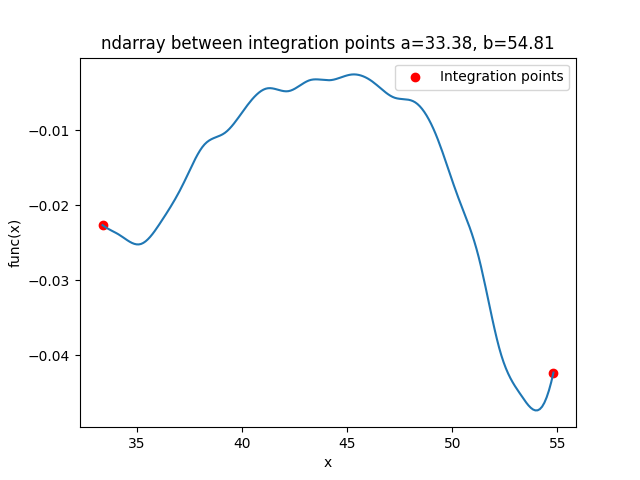 ndarray between integration points a=33.38, b=54.81
Integration points
−0.01
−0.02
−0.03
−0.04
func(x)
35
40
45
50
55
x